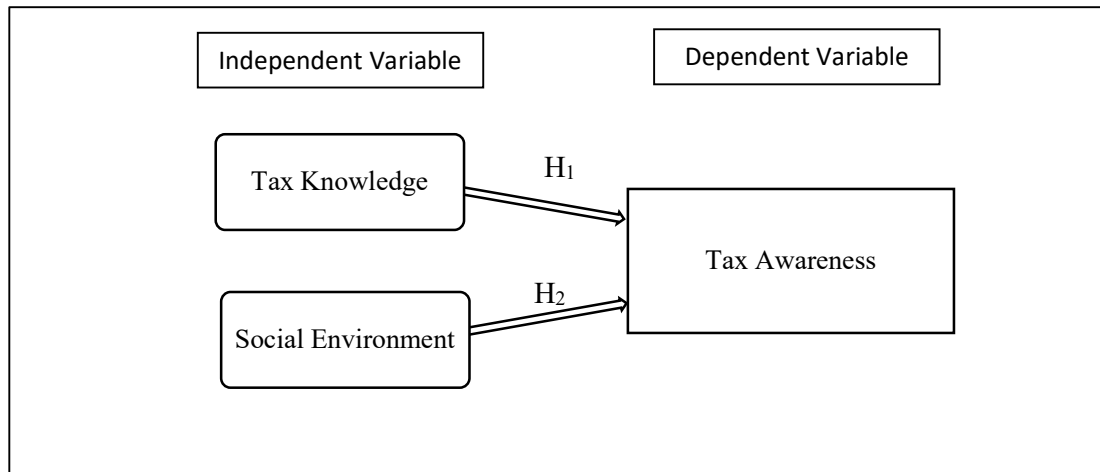 Independent Variable
Dependent Variable
Tax Knowledge
H₁
Tax Awareness
Social Environment
H₂